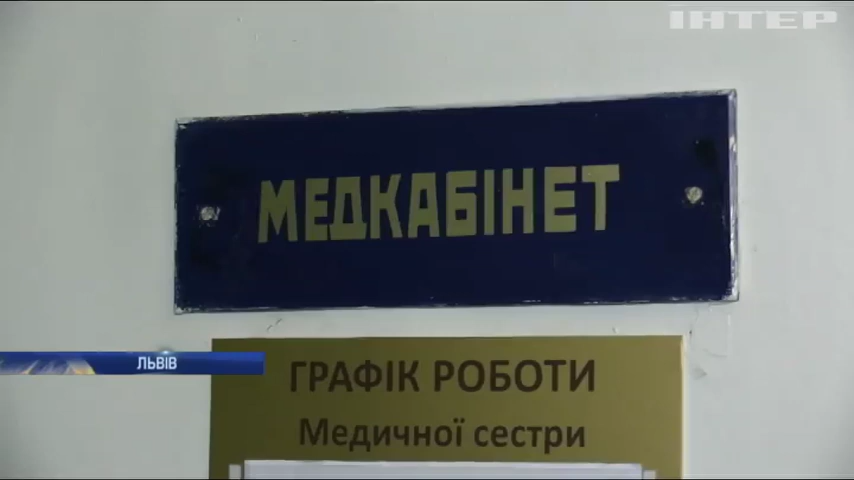 ІНТЕР
МЕДКАБІНЕТ
ЛЬВІВ
ГРАФІК РОБОТИ
Медичної сестри